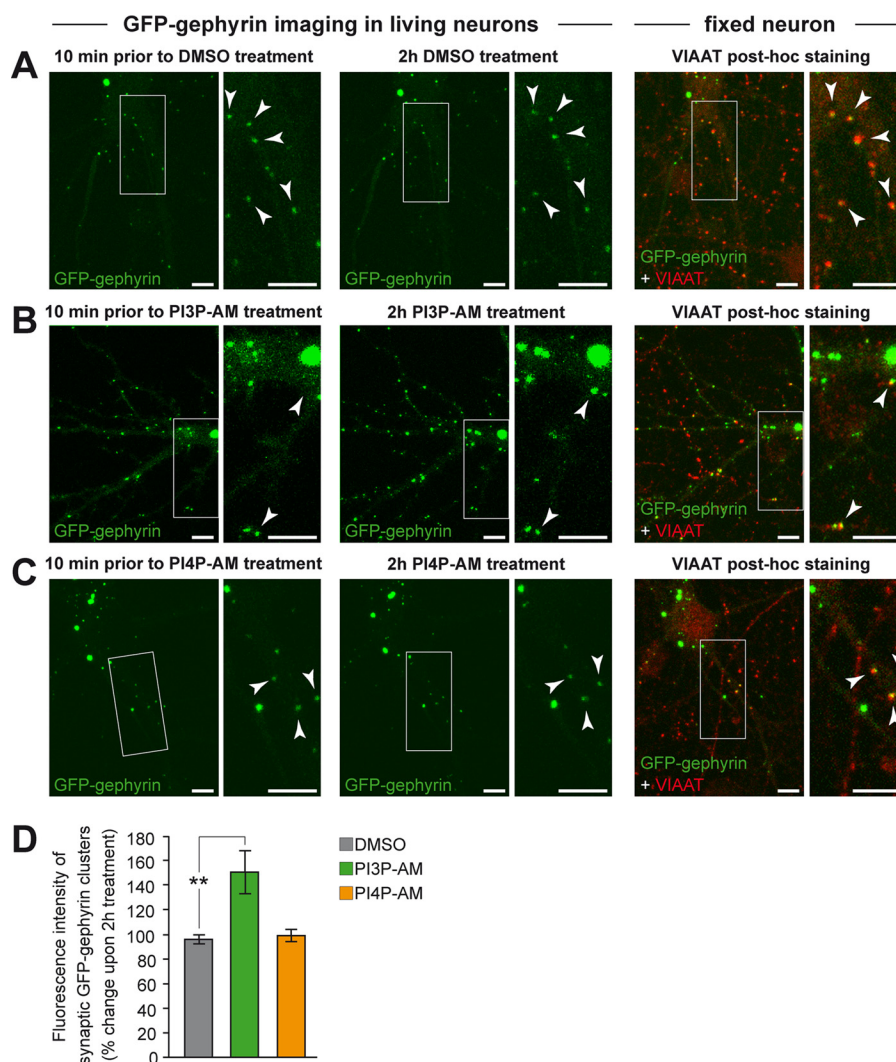 GFP-gephyrin imaging in living neurons
fixed neuron
A
10 min prior to DMSO treatment
2h DMSO treatment
VIAAT post-hoc staining
GFP-gephyrin
GFP-gephyrin
GFP-gephyrin
+ VIAAT
B
10 min prior to PI3P-AM treatment
2h PI3P-AM treatment
VIAAT post-hoc staining
GFP-gephyrin
GFP-gephyrin
GFP-gephyrin
+ VIAAT
C
10 min prior to PI4P-AM treatment
2h PI4P-AM treatment
VIAAT post-hoc staining
GFP-gephyrin
GFP-gephyrin
GFP-gephyrin
+ VIAAT
D
Fluorescence intensity of
synaptic GFP-gephyrin clusters
(% change upon 2h treatment)
180
160
140
120
100
80
60
40
20
0
**
DMSO
PI3P-AM
PI4P-AM